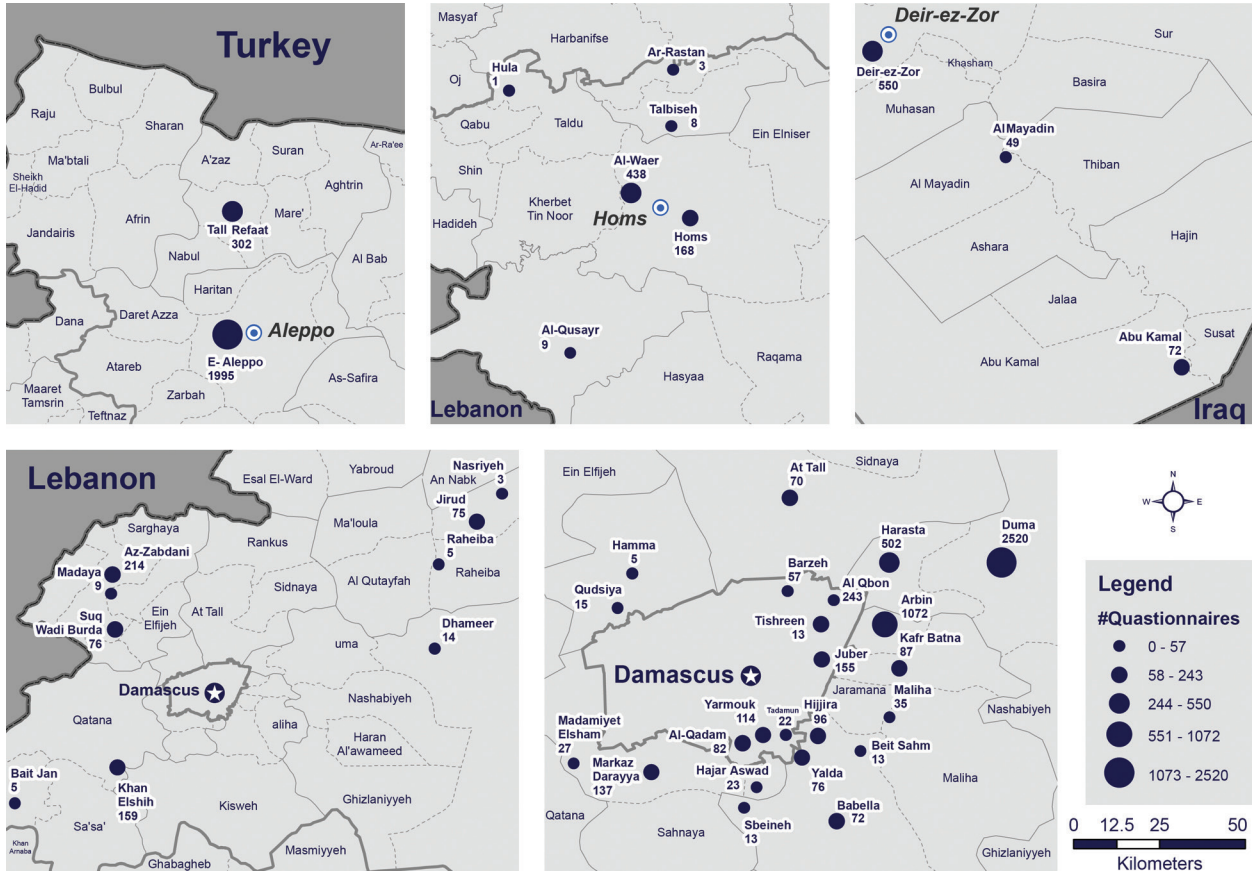 Turkey
Bulbul
Raju
Sharan
A'zaz
Suran
Ar-Ra'ee
Ma'btali
Sheikh
El-Hadid
Aghtrin
Afrin
Mare'
Tall Refaat
302
Jandairis
Nabul
Al Bab
Haritan
Dana
Daret Azza
Aleppo
E- Aleppo
1995
Atareb
As-Safira
Maaret
Tamsrin
Zarbah
Teftnaz
Masyaf
Harbanifse
Ar-Rastan
3
Hula
1
Oj
Talbiseh
8
Qabu
Taldu
Ein Elniser
Al-Waer
438
Shin
Kherbet
Tin Noor
Homs
Hadideh
Homs
168
Al-Qusayr
9
Raqama
Hasyaa
Lebanon
Deir-ez-Zor
Sur
Khasham
Deir-ez-Zor
550
Basira
Muhasan
Al Mayadin
49
Thiban
Al Mayadin
Ashara
Hajin
Jalaa
Abu Kamal
72
Susat
Abu Kamal
Iraq
Lebanon
Esal El-Ward
Yabroud
Nasriyeh
3
An Nabk
Jirud
75
Sarghaya
Ma'loula
Rankus
Raheiba
5
Az-Zabdani
214
Raheiba
Madaya
9
Al Qutayfah
Sidnaya
Suq
Wadi Burda
76
Ein
Elfijeh
At Tall
Dhameer
14
uma
Damascus
Nashabiyeh
Qatana
aliha
Haran
Al'awameed
Bait Jan
5
Khan
Elshih
159
Kisweh
Ghizlaniyyeh
Sa'sa'
Khan
Arnaba
Ghabagheb
Masmiyyeh
Ein Elfijeh
At Tall
70
Sidnaya
Harasta
502
Duma
2520
Hamma
5
Barzeh
57
Al Qbon
243
Qudsiya
15
Arbin
1072
Tishreen
13
Kafr Batna
87
Juber
155
Damascus
Jaramana
Maliha
35
Nashabiyeh
Yarmouk
114
Tadamun
22
Hijjira
96
Madamiyet
Elsham
27
Al-Qadam
82
Beit Sahm
13
Markaz
Darayya
137
Hajar Aswad
23
Yalda
76
Maliha
Qatana
Sbeineh
13
Babella
72
Sahnaya
Ghizlaniyyeh
N
W
E
S
Legend
#Quastionnaires
0 - 57
58 - 243
244 - 550
551 - 1072
1073 - 2520
0 12.5 25 50
Kilometers